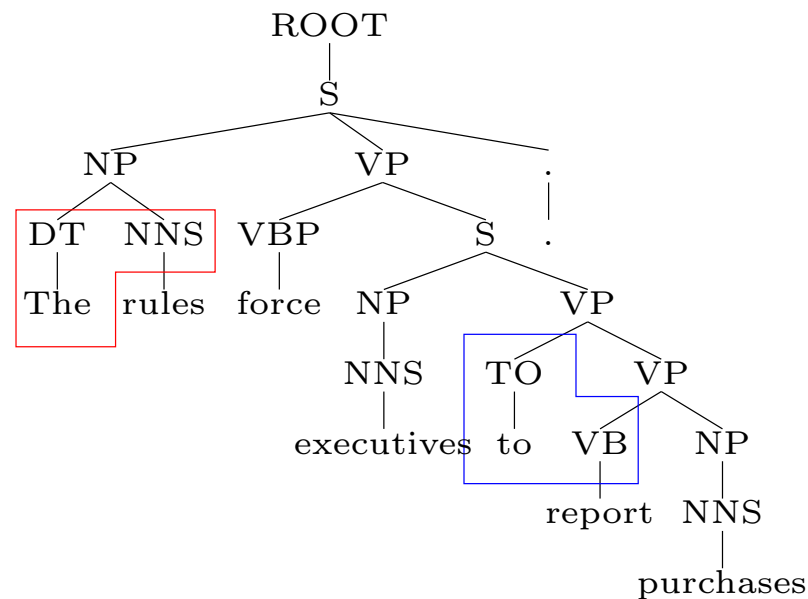 ROOT
S
NP VP .
DT NNS VBP S .
The rules force NP VP
NNS TO VP
executives to VB NP
report NNS
purchases